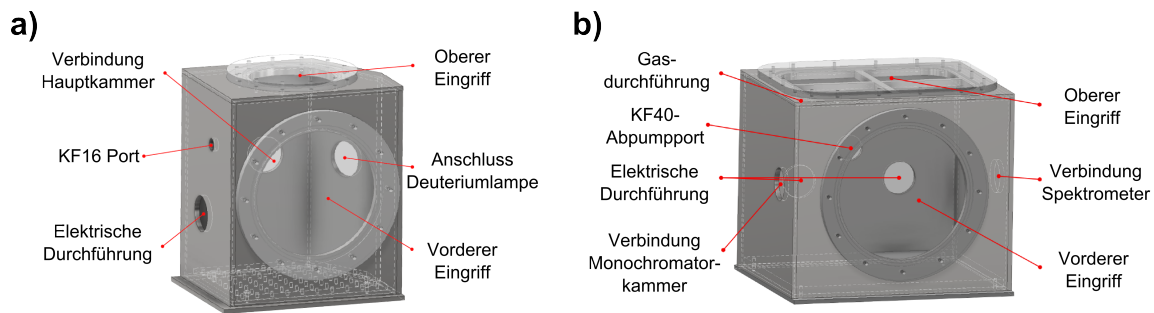 a)
Verbindung
Hauptkammer
Oberer
Eingriff
KF16 Port
Anschluss
Deuteriumlampe
Elektrische
Durchführung
Vorderer
Eingriff
b)
Gas-
durchführung
KF40-
Abpumpport
Oberer
Eingriff
Elektrische
Durchführung
Verbindung
Spektrometer
Verbindung
Monochromator-
kammer
Vorderer
Eingriff